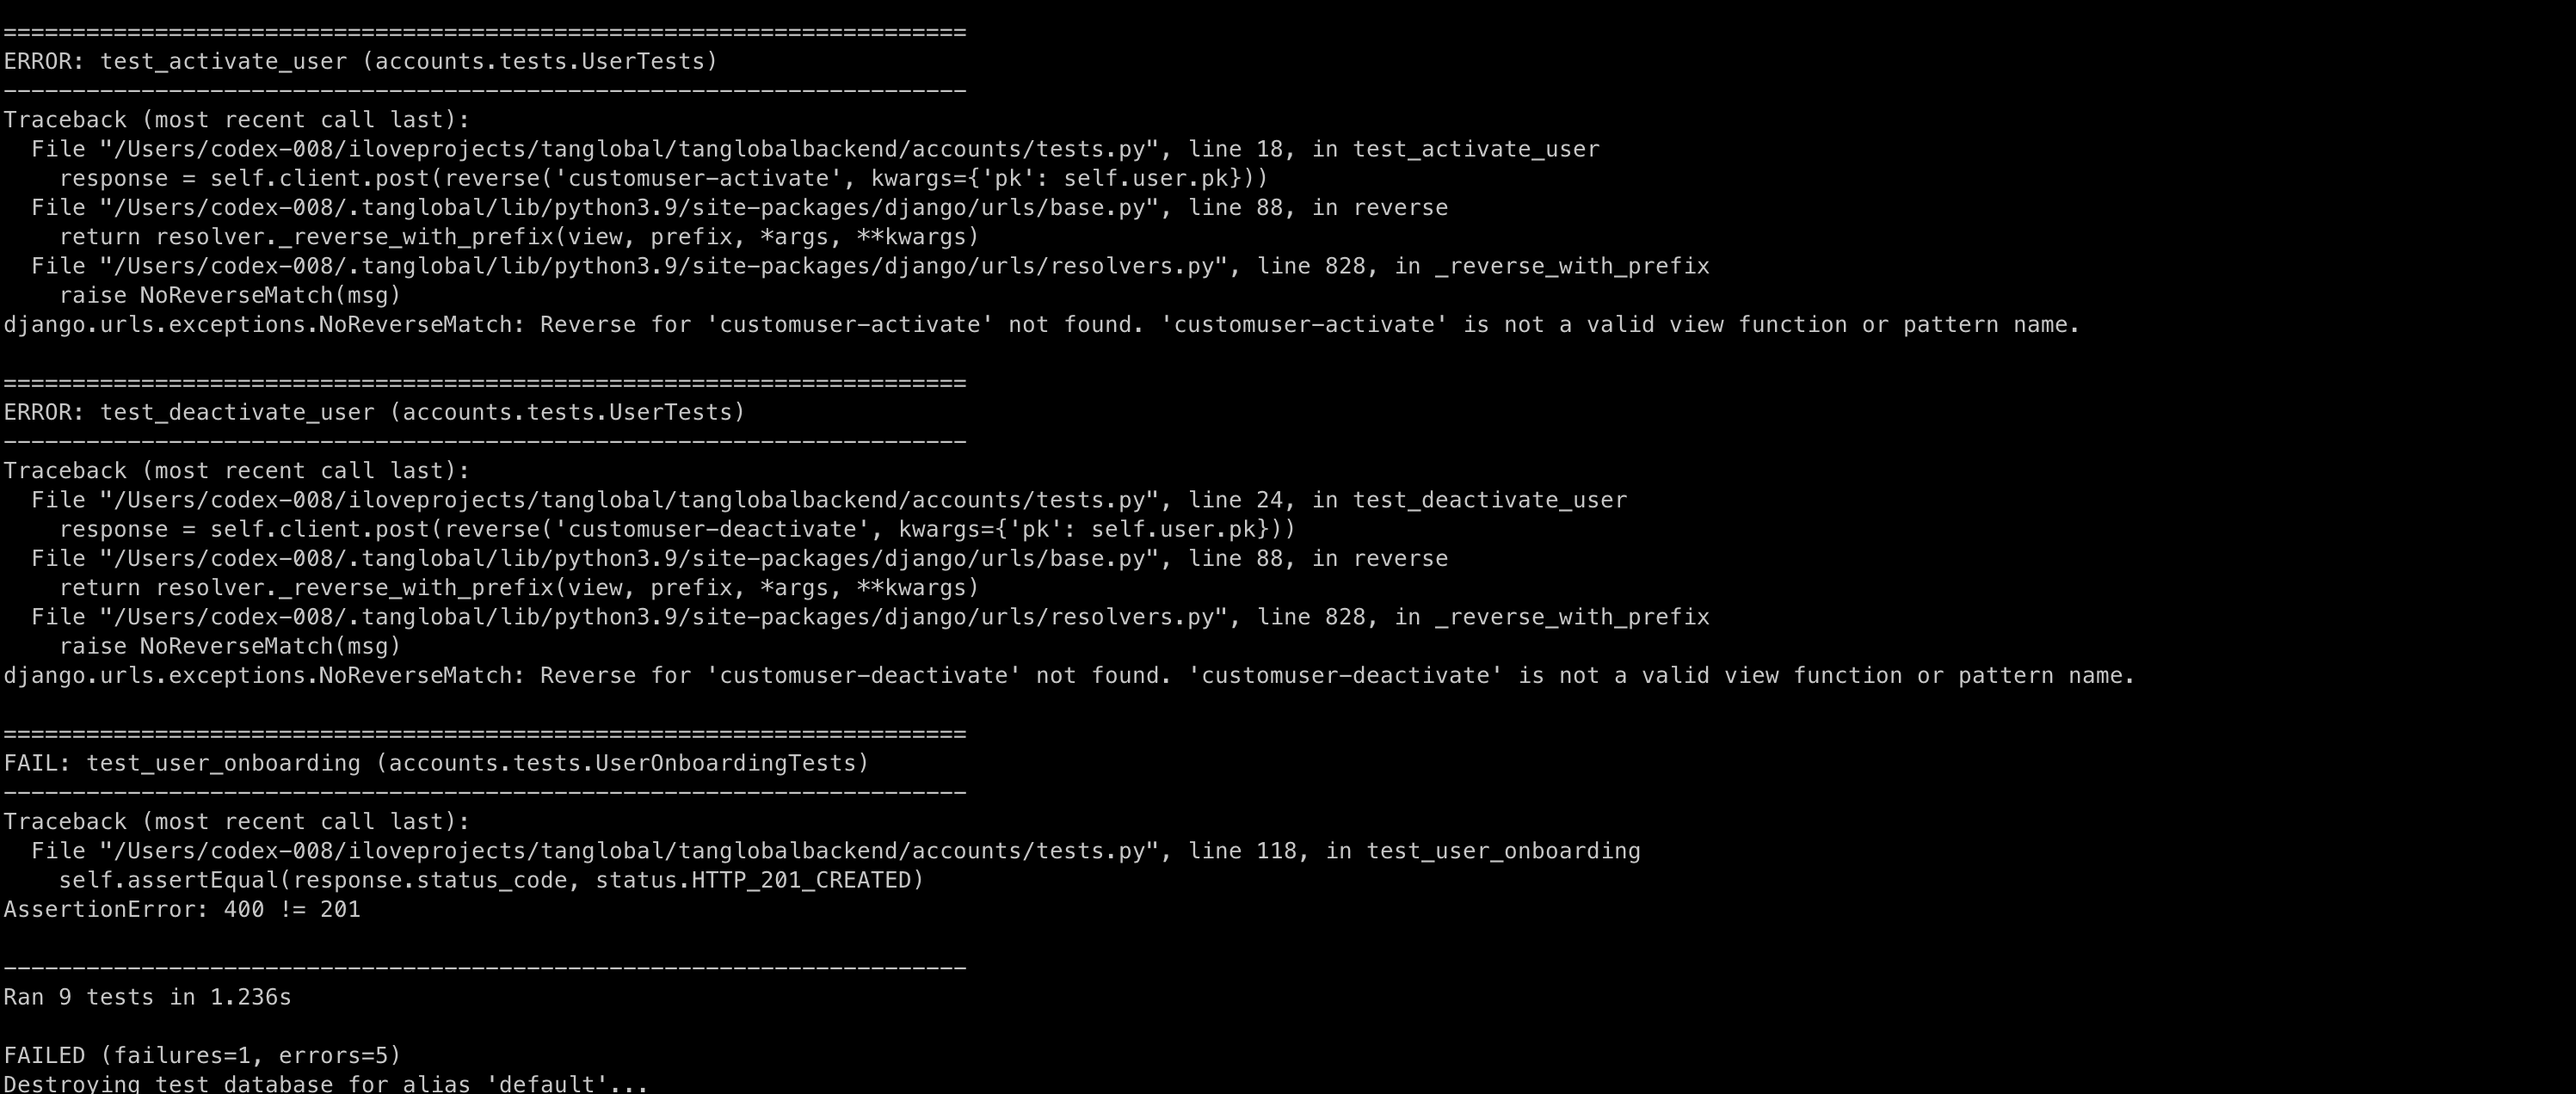 ======================================================================
ERROR: test_activate_user (accounts.tests.UserTests)
----------------------------------------------------------------------
Traceback (most recent call last):
  File "/Users/codex-008/iloveprojects/tanglobal/tanglobalbackend/accounts/tests.py", line 18, in test_activate_user
    response = self.client.post(reverse('customuser-activate', kwargs={'pk': self.user.pk}))
  File "/Users/codex-008/.tanglobal/lib/python3.9/site-packages/django/urls/base.py", line 88, in reverse
    return resolver._reverse_with_prefix(view, prefix, *args, **kwargs)
  File "/Users/codex-008/.tanglobal/lib/python3.9/site-packages/django/urls/resolvers.py", line 828, in _reverse_with_prefix
    raise NoReverseMatch(msg)
django.urls.exceptions.NoReverseMatch: Reverse for 'customuser-activate' not found. 'customuser-activate' is not a valid view function or pattern name.

======================================================================
ERROR: test_deactivate_user (accounts.tests.UserTests)
----------------------------------------------------------------------
Traceback (most recent call last):
  File "/Users/codex-008/iloveprojects/tanglobal/tanglobalbackend/accounts/tests.py", line 24, in test_deactivate_user
    response = self.client.post(reverse('customuser-deactivate', kwargs={'pk': self.user.pk}))
  File "/Users/codex-008/.tanglobal/lib/python3.9/site-packages/django/urls/base.py", line 88, in reverse
    return resolver._reverse_with_prefix(view, prefix, *args, **kwargs)
  File "/Users/codex-008/.tanglobal/lib/python3.9/site-packages/django/urls/resolvers.py", line 828, in _reverse_with_prefix
    raise NoReverseMatch(msg)
django.urls.exceptions.NoReverseMatch: Reverse for 'customuser-deactivate' not found. 'customuser-deactivate' is not a valid view function or pattern name.

======================================================================
FAIL: test_user_onboarding (accounts.tests.UserOnboardingTests)
----------------------------------------------------------------------
Traceback (most recent call last):
  File "/Users/codex-008/iloveprojects/tanglobal/tanglobalbackend/accounts/tests.py", line 118, in test_user_onboarding
    self.assertEqual(response.status_code, status.HTTP_201_CREATED)
AssertionError: 400 != 201

----------------------------------------------------------------------
Ran 9 tests in 1.236s

FAILED (failures=1, errors=5)
Destroying test database for alias 'default'...